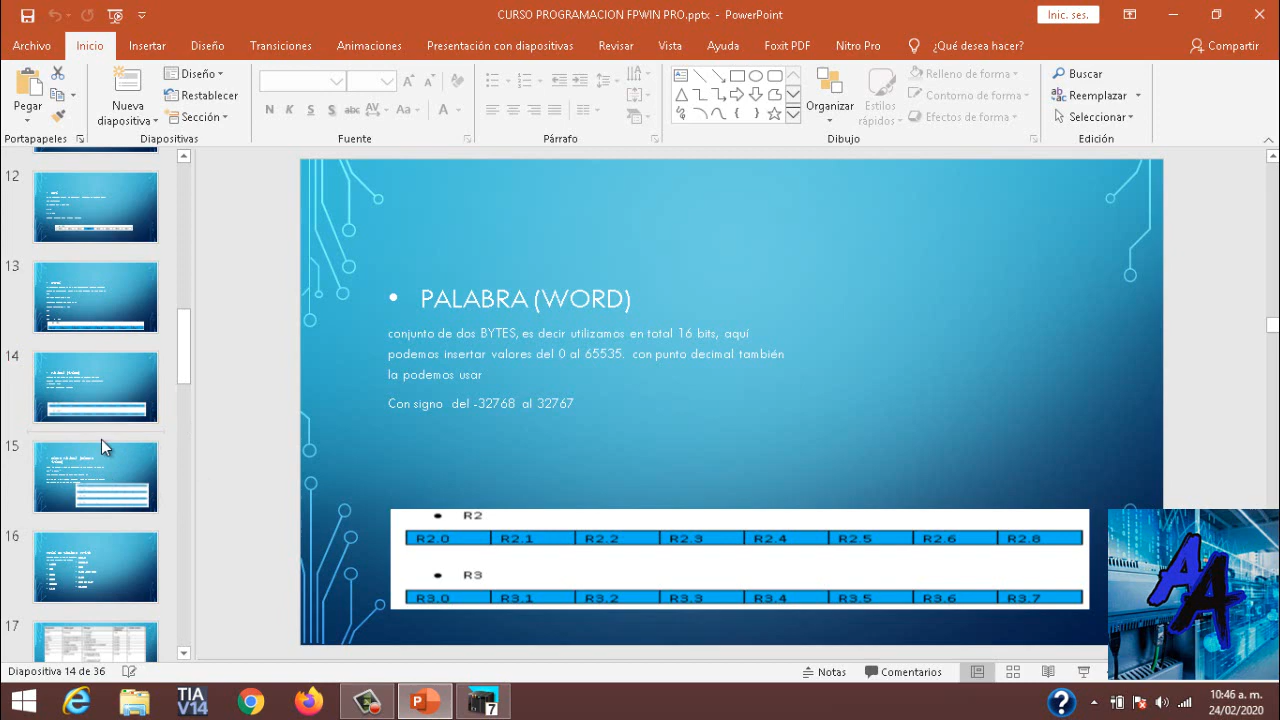 CURSO PROGRAMACION FPWIN PRO.pptx - PowerPoint
Inic. ses.
Archivo
Inicio
Insertar
Diseño
Transiciones
Animaciones
Presentación con diapositivas
Revisar
Vista
Ayuda
Foxit PDF
Nitro Pro
¿Qué desea hacer?
Compartir
Pegar
Nueva
diapositiva
Diseño
Restablecer
Sección
N K S S abc AV Aa A
Organizar
Estilos
rápidos
Relleno de forma
Contorno de forma
Efectos de forma
Buscar
Reemplazar
Seleccionar
Portapapeles
Diapositivas
Fuente
Párrafo
Dibujo
Edición
12
13
14
15
16
17
• PALABRA (WORD)
conjunto de dos BYTES, es decir utilizamos en total 16 bits, aquí
podemos insertar valores del 0 al 65535. con punto decimal también
la podemos usar
Con signo del -32768 al 32767
• R2
R2.0 R2.1 R2.2 R2.3 R2.4 R2.5 R2.6 R2.8
• R3
R3.0 R3.1 R3.2 R3.3 R3.4 R3.5 R3.6 R3.7
AA
Diapositiva 14 de 36
Notas
Comentarios
TIA
V14
7
10:46 a. m.
24/02/2020